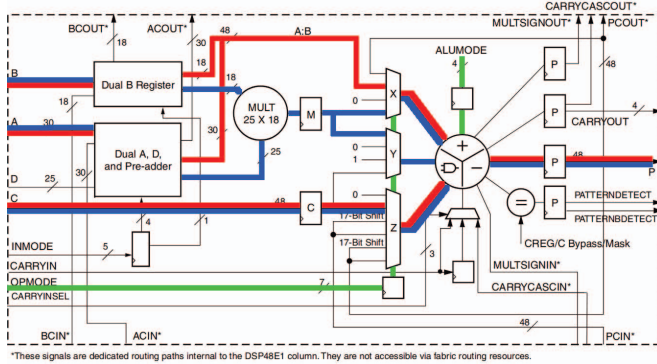 CARRYCASCOUT*
MULTSIGNOUT* PCOUT*
BCOUT* ACOUT*
48 A:B
18 30
ALUMODE
18 18
4
48
B
Dual B Register
X
P
18
0
MULT
25 X 18
M
P
4
CARRYOUT
A
30
30
Dual A, D,
and Pre-adder
Y
0
1
+
−
P
48
P
D
25
30
25
C
48
C
0
17-Bit Shift
Z
17-Bit Shift
=
P
PATTERNDETECT
PATTERNBDETECT
CREG/C Bypass/Mask
4
1
INMODE
5
3
CARRYIN
MULTSIGNIN*
OPMODE
7
CARRYCASCIN*
CARRYINSEL
48
BCIN* ACIN* PCIN*
*These signals are dedicated routing paths internal to the DSP48E1 column. They are not accessible via fabric routing resources.